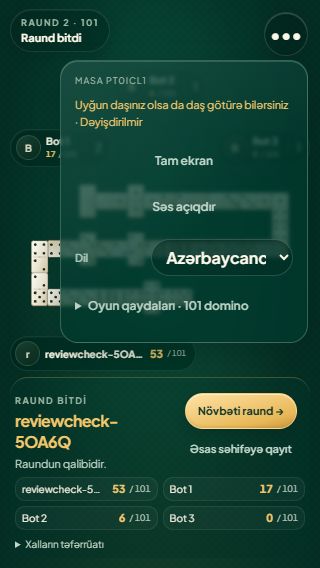 RAUND 2 · 101
Raund bitdi
MASA PTOICL1
Uyğun daşınız olsa da daş götürə bilərsiniz
· Dəyişdirilmir
Tam ekran
B
17
Səs açıqdır
Dil
Azərbaycanc
Oyun qaydaları · 101 domino
r
reviewcheck-5OA...
53 / 101
RAUND BİTDİ
reviewcheck-
5OA6Q
Raundun qalibidir.
Növbəti raund →
Əsas səhifəyə qayıt
reviewcheck-5...
53 / 101
Bot 1
17 / 101
Bot 2
6 / 101
Bot 3
0 / 101
Xalların təfərrüatı